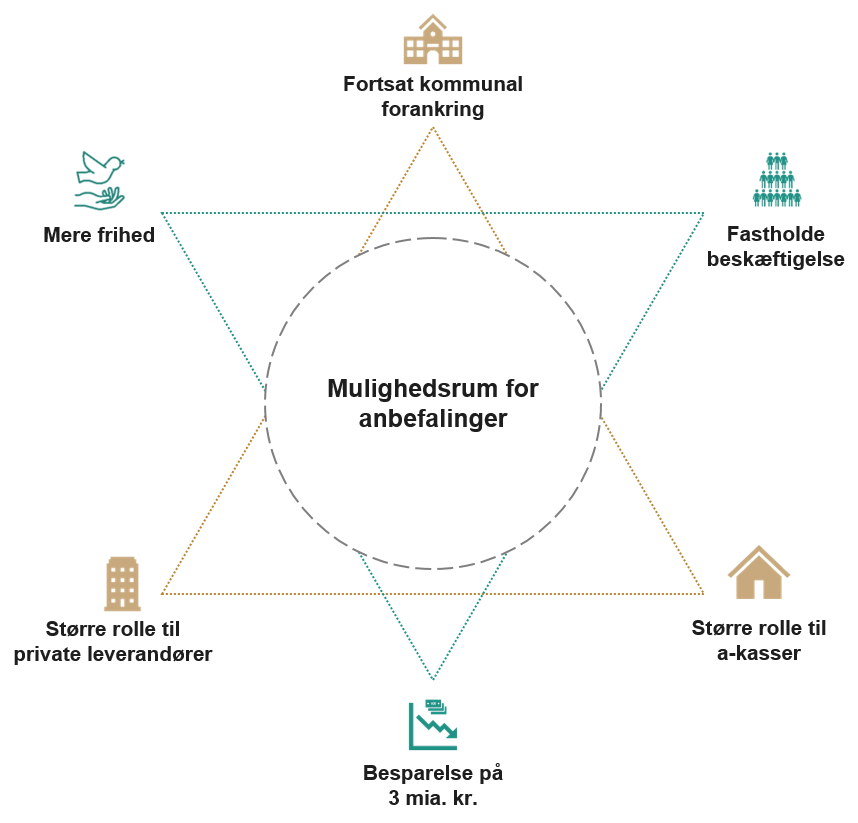 Fortsat kommunal
forankring
Mere frihed
Fastholde
beskæftigelse
Mulighedsrum for
anbefalinger
Større rolle til
private leverandører
Større rolle til
a-kasser
Besparelse på
3 mia. kr.